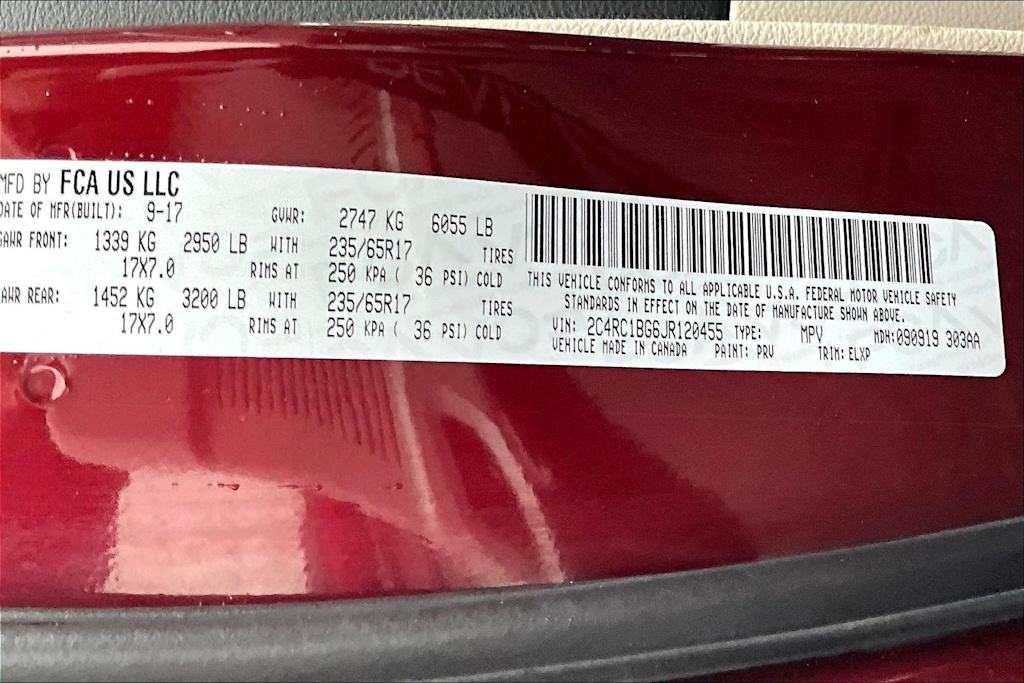 MFD BY FCA US LLC
DATE OF MFR(BUILT): 9-17 GVWR: 2747 KG 6055 LB
GAWR FRONT: 1339 KG 2950 LB WITH 235/65R17 TIRES
17X7.0 RIMS AT 250 KPA ( 36 PSI) COLD
AWR REAR: 1452 KG 3200 LB WITH 235/65R17 TIRES
17X7.0 RIMS AT 250 KPA ( 36 PSI) COLD
THIS VEHICLE CONFORMS TO ALL APPLICABLE U.S.A. FEDERAL MOTOR VEHICLE SAFETY
STANDARDS IN EFFECT ON THE DATE OF MANUFACTURE SHOWN ABOVE.
VIN: 2C4RC1BG6JR120455 TYPE: MPV MDH:090919 303AA
VEHICLE MADE IN CANADA PAINT: PRV TRIM: ELXP